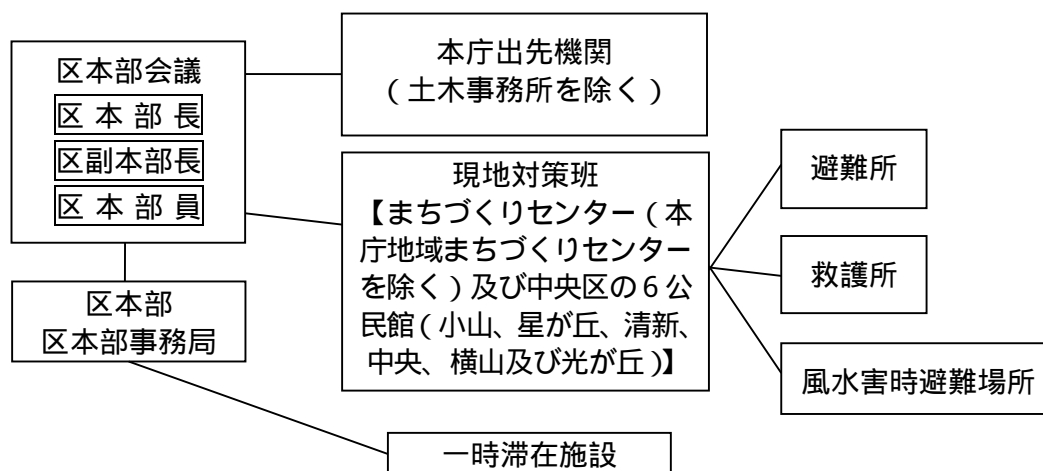 区本部会議
区本部長
区副本部長
区本部員
区本部
区本部事務局
本庁出先機関
（土木事務所を除く）
現地対策班
【まちづくりセンター（本
庁地域まちづくりセンター
を除く）及び中央区の６公
民館（小山、星が丘、清新、
中央、横山及び光が丘）】
避難所
救護所
風水害時避難場所
一時滞在施設